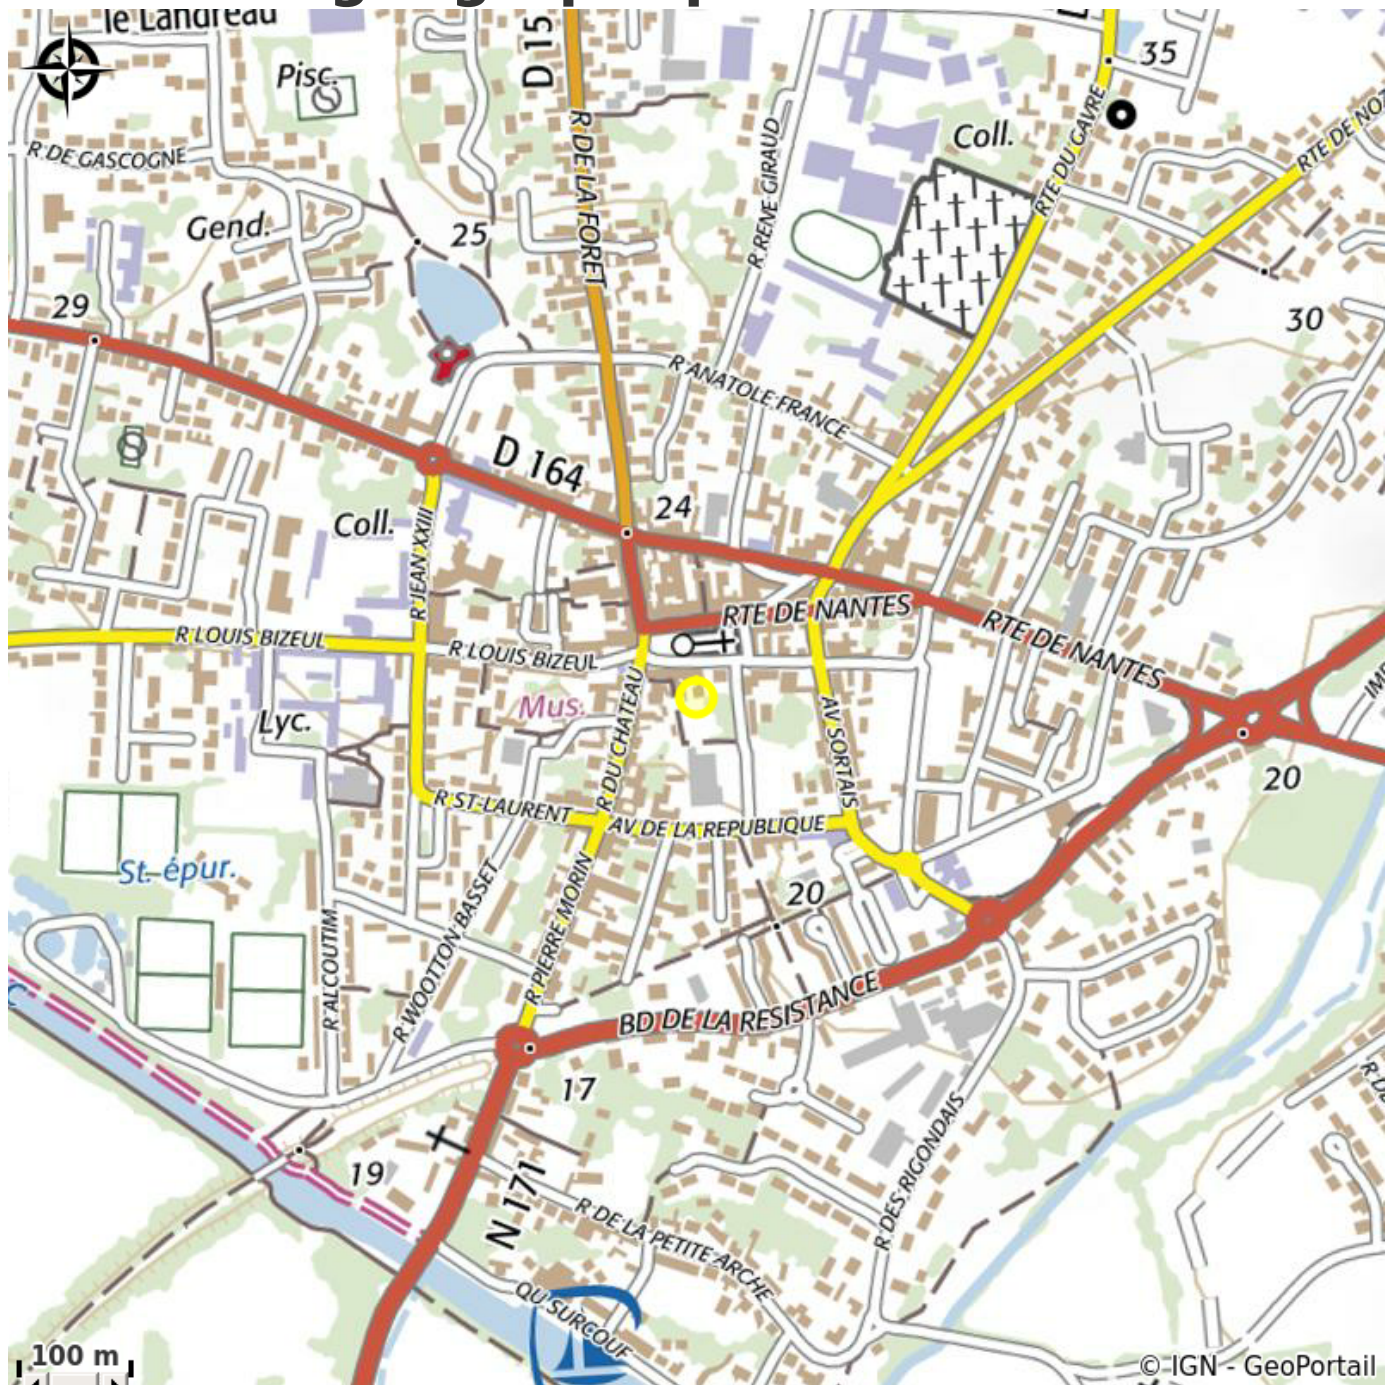 le Landreau
D 15
35
Pisc.
Coll.
R DE LA FORET
R RENE GIRAUD
RTE DU GAVRE
R DE GASCOGNE
Gend.
25
29
30
R ANATOLE FRANCE
D 164
24
Coll.
R JEAN XXIII
RTE DE NANTES
RTE DE NANTES
R LOUIS BIZEUL
R LOUIS BIZEUL
Mus.
Lyc.
R DU CHATEAU
AV SORTAIS
20
R ST-LAURENT
AV DE LA REPUBLIQUE
St. épur.
20
R ALCOUTIM
R WOOTTON BASSET
R PIERRE MORIN
BD DE LA RESISTANCE
17
19
N 171
R DE LA PETITE ARCHE
R DES RIGONDAIS
QU SURCOUF
100 m
© IGN - GeoPortail